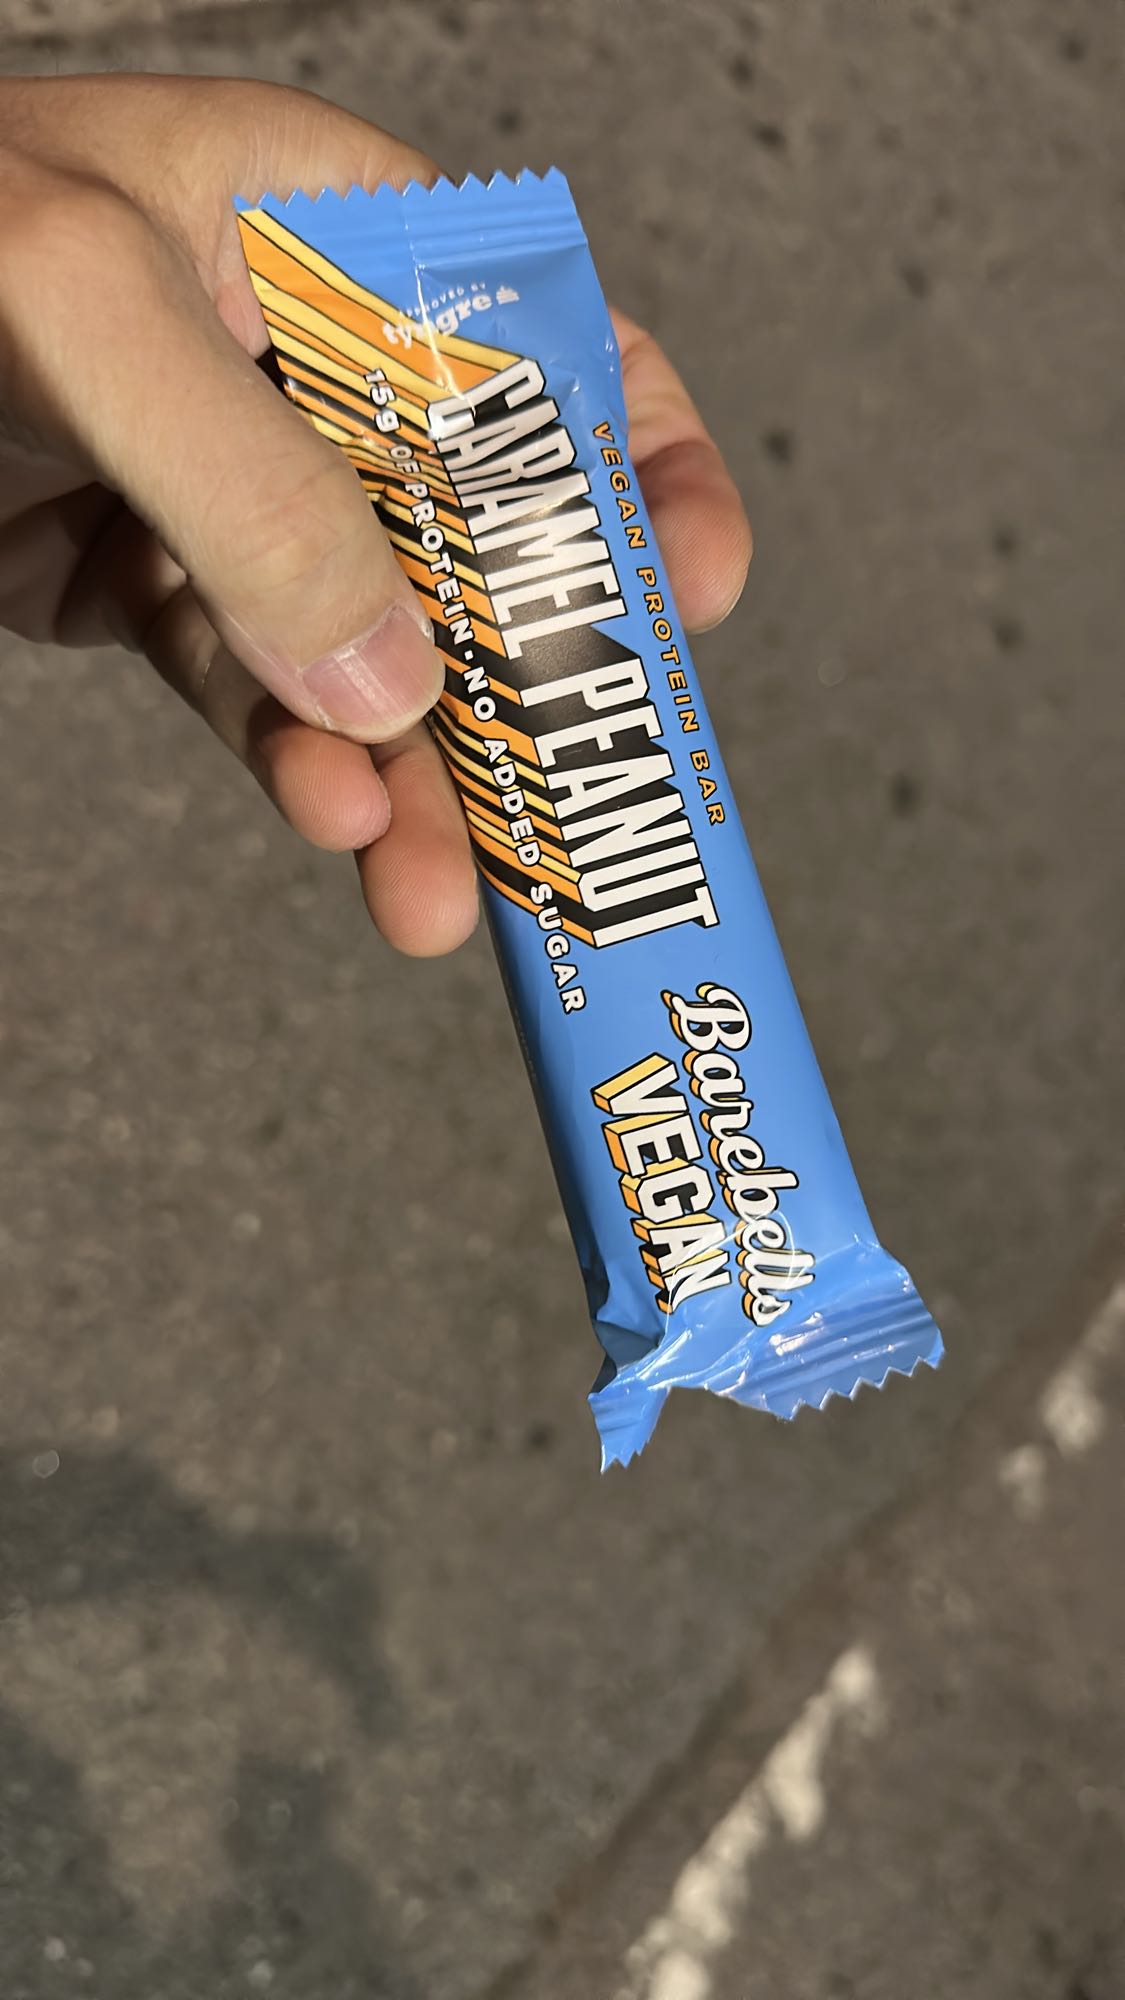 APPROVED BY
tyngre
VEGAN PROTEIN BAR
CARAMEL PEANUT
15g OF PROTEIN · NO ADDED SUGAR
Barebells
VEGAN